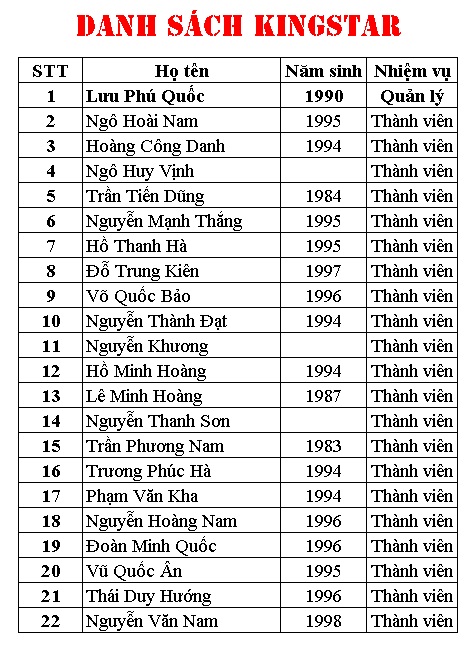 DANH SÁCH KINGSTAR
STT Họ tên Năm sinh Nhiệm vụ
1 Lưu Phú Quốc 1990 Quản lý
2 Ngô Hoài Nam 1995 Thành viên
3 Hoàng Công Danh 1994 Thành viên
4 Ngô Huy Vịnh Thành viên
5 Trần Tiến Dũng 1984 Thành viên
6 Nguyễn Mạnh Thắng 1995 Thành viên
7 Hồ Thanh Hà 1995 Thành viên
8 Đỗ Trung Kiên 1997 Thành viên
9 Võ Quốc Bảo 1996 Thành viên
10 Nguyễn Thành Đạt 1994 Thành viên
11 Nguyễn Khương Thành viên
12 Hồ Minh Hoàng 1994 Thành viên
13 Lê Minh Hoàng 1987 Thành viên
14 Nguyễn Thanh Sơn Thành viên
15 Trần Phương Nam 1983 Thành viên
16 Trương Phúc Hà 1994 Thành viên
17 Phạm Văn Kha 1994 Thành viên
18 Nguyễn Hoàng Nam 1996 Thành viên
19 Đoàn Minh Quốc 1996 Thành viên
20 Vũ Quốc Ân 1995 Thành viên
21 Thái Duy Hướng 1996 Thành viên
22 Nguyễn Văn Nam 1998 Thành viên